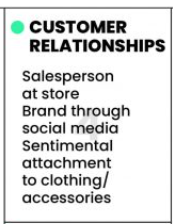 CUSTOMER
RELATIONSHIPS
Salesperson
at store
Brand through
social media
Sentimental
attachment
to clothing/
accessories